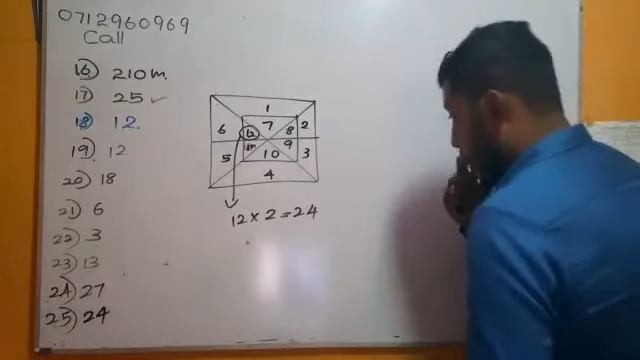 0712960969
Call
16) 210 m.
17) 25 ✓
18) 12.
19) 12
20) 18
21) 6
22) 3
23) 13
24) 27
25) 24
1
6 12 7 8 2
5 11 10 9 3
4
12 × 2 = 24